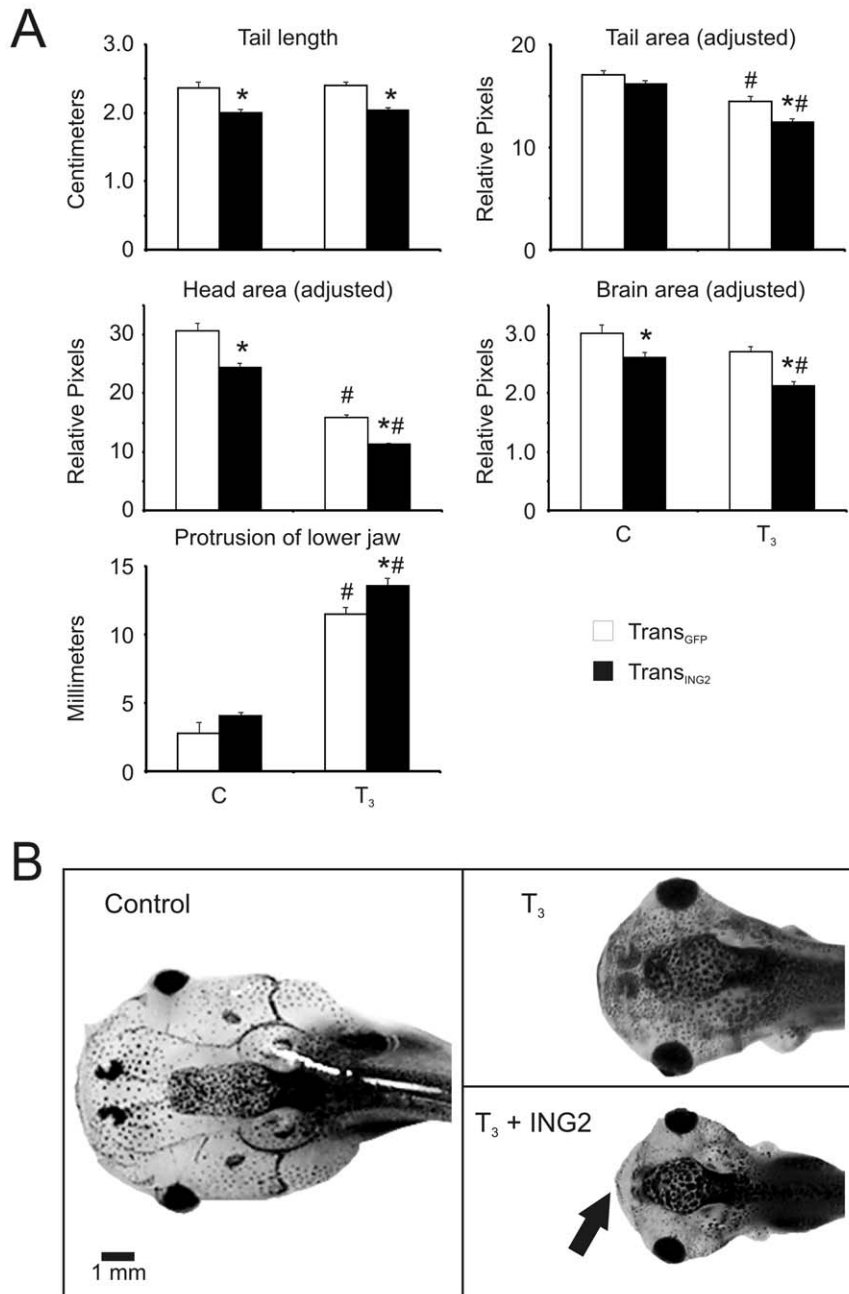 A
Tail length
Centimeters
3.0
2.0
1.0
0
*
*
Tail area (adjusted)
Relative Pixels
20
10
0
#
*#
Head area (adjusted)
Relative Pixels
30
20
10
0
*
#
*#
Brain area (adjusted)
Relative Pixels
3.0
2.0
1.0
0
*
*#
C
T₃
Protrusion of lower jaw
Millimeters
15
10
5
0
#
*#
C
T₃
Trans_GFP
Trans_ING2
B
Control
1 mm
T₃
T₃ + ING2